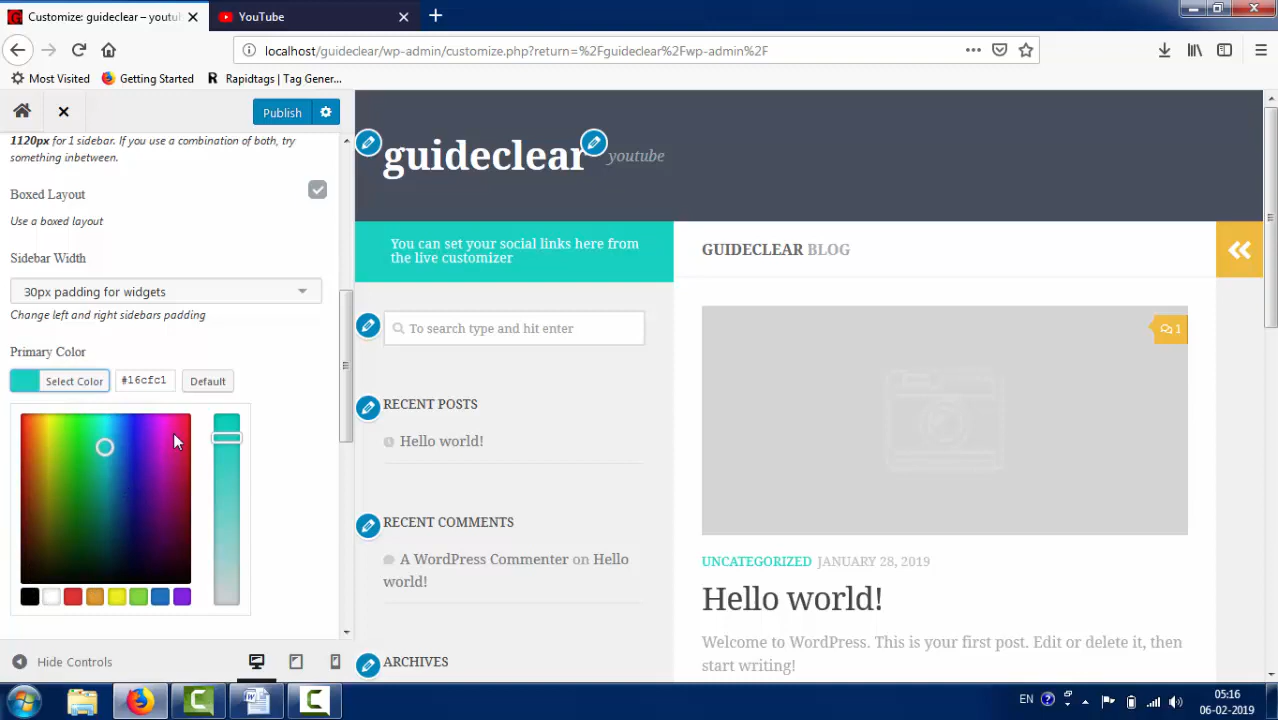 Customize: guideclear – youtu
YouTube
localhost/guideclear/wp-admin/customize.php?return=%2Fguideclear%2Fwp-admin%2F
Most Visited
Getting Started
Rapidtags | Tag Gener...
Publish
1120px for 1 sidebar. If you use a combination of both, try
something inbetween.
Boxed Layout
Use a boxed layout
Sidebar Width
30px padding for widgets
Change left and right sidebars padding
Primary Color
Select Color
#16cfc1
Default
Hide Controls
guideclear
youtube
You can set your social links here from
the live customizer
GUIDECLEAR BLOG
To search type and hit enter
1
RECENT POSTS
Hello world!
RECENT COMMENTS
A WordPress Commenter on Hello
world!
ARCHIVES
UNCATEGORIZED JANUARY 28, 2019
Hello world!
Welcome to WordPress. This is your first post. Edit or delete it, then
start writing!
EN
05:16
06-02-2019